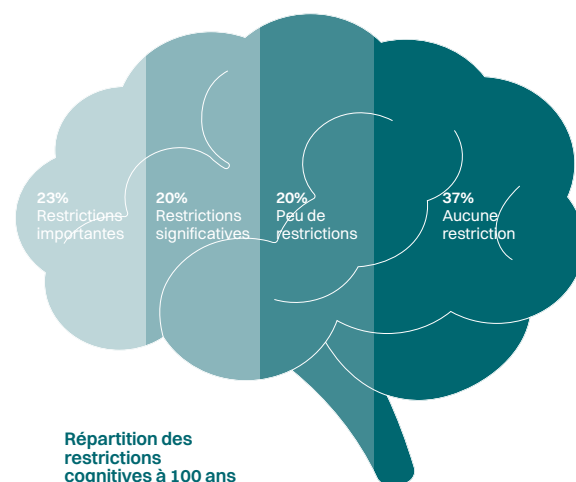 23%
Restrictions
importantes
20%
Restrictions
significatives
20%
Peu de
restrictions
37%
Aucune
restriction
Répartition des
restrictions
cognitives à 100 ans